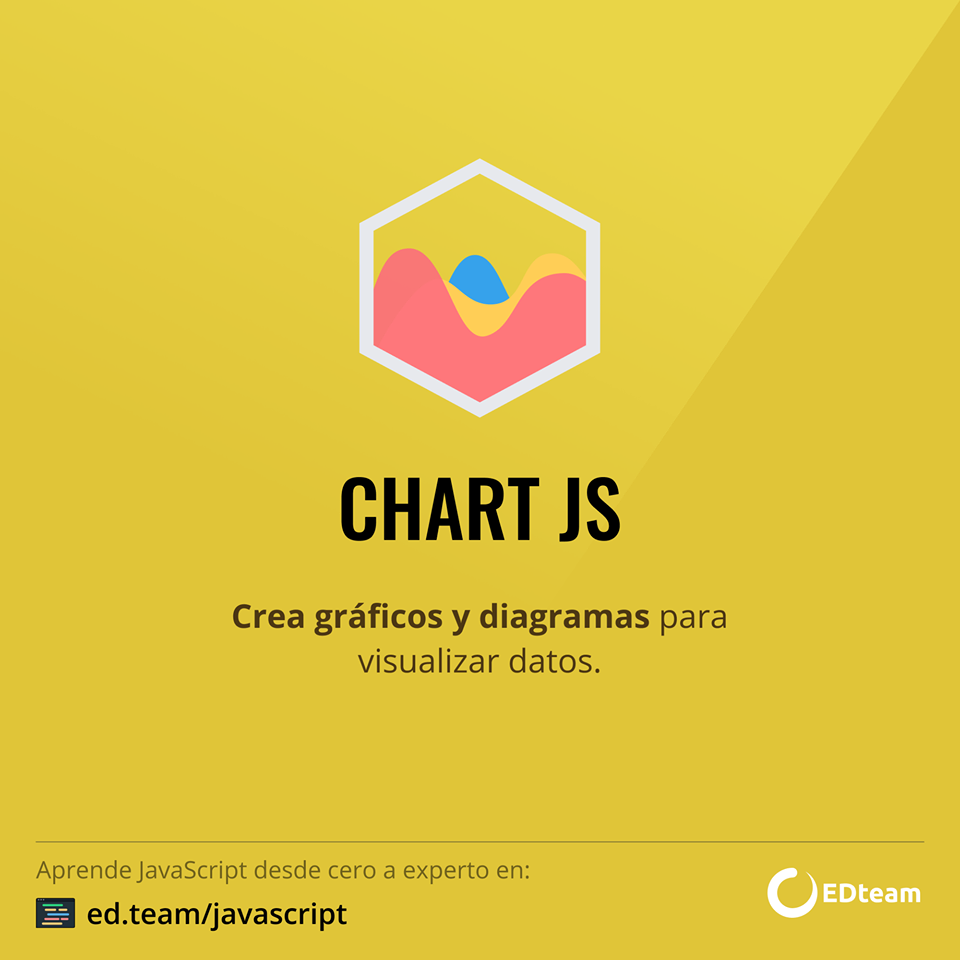 CHART JS
Crea gráficos y diagramas para
visualizar datos.
Aprende JavaScript desde cero a experto en:
ed.team/javascript
EDteam